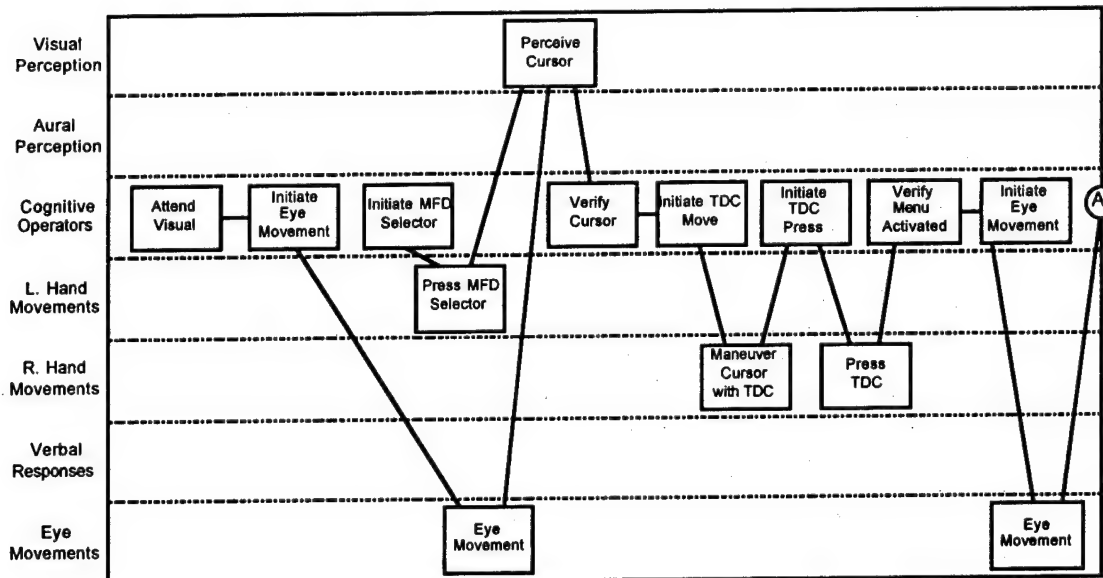 Visual
Perception
Perceive
Cursor
Aural
Perception
Cognitive
Operators
Attend
Visual
Initiate
Eye
Movement
Initiate MFD
Selector
Verify
Cursor
Initiate TDC
Move
Initiate
TDC
Press
Verify
Menu
Activated
Initiate
Eye
Movement
A
L. Hand
Movements
Press MFD
Selector
R. Hand
Movements
Maneuver
Cursor
with TDC
Press
TDC
Verbal
Responses
Eye
Movements
Eye
Movement
Eye
Movement